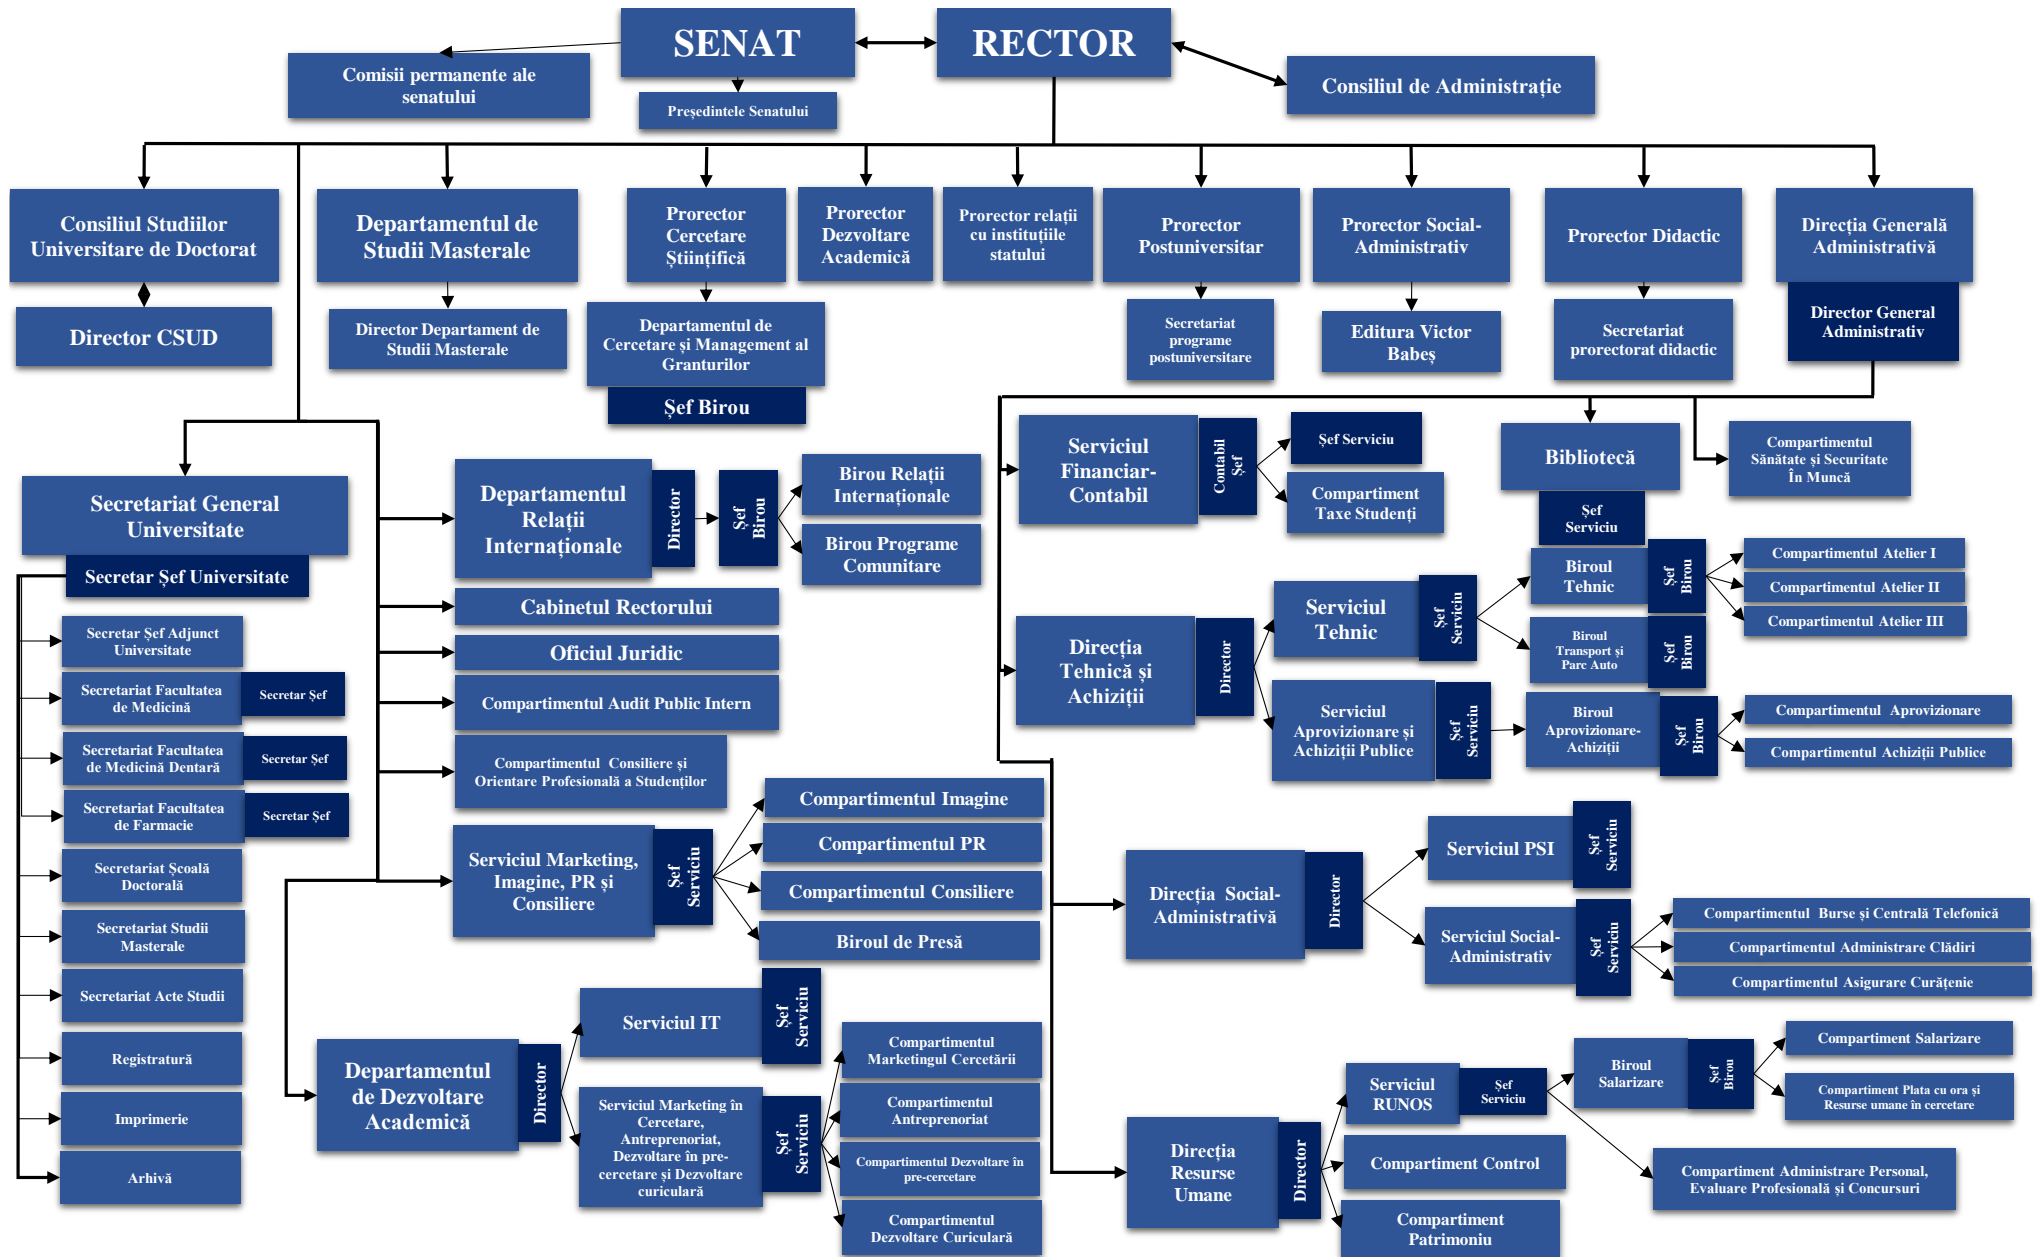 SENAT
RECTOR
Comisii permanente ale
senatului
Președintele Senatului
Consiliul de Administrație
Consiliul Studiilor
Universitare de Doctorat
Departamentul de
Studii Masterale
Prorector
Cercetare
Științifică
Prorector
Dezvoltare
Academică
Prorector relații
cu instituțiile
statului
Prorector
Postuniversitar
Prorector Social-
Administrativ
Prorector Didactic
Direcția Generală
Administrativă
Director CSUD
Director Departament de
Studii Masterale
Departamentul de
Cercetare și Management al
Granturilor
Șef Birou
Secretariat
programe
postuniversitare
Editura Victor
Babeș
Secretariat
prorectorat didactic
Director General
Administrativ
Secretariat General
Universitate
Secretar Șef Universitate
Secretar Șef Adjunct
Universitate
Secretariat Facultatea
de Medicină
Secretar Șef
Secretariat Facultatea
de Medicină Dentară
Secretar Șef
Secretariat Facultatea
de Farmacie
Secretar Șef
Secretariat Școală
Doctorală
Secretariat Studii
Masterale
Secretariat Acte Studii
Registratură
Imprimerie
Arhivă
Departamentul
Relații
Internaționale
Director
Șef
Birou
Birou Relații
Internaționale
Birou Programe
Comunitare
Cabinetul Rectorului
Oficiul Juridic
Compartimentul Audit Public Intern
Compartimentul Consiliere și
Orientare Profesională a Studenților
Serviciul Marketing,
Imagine, PR și
Consiliere
Șef
Serviciu
Compartimentul Imagine
Compartimentul PR
Compartimentul Consiliere
Biroul de Presă
Departamentul
de Dezvoltare
Academică
Director
Serviciul IT
Șef
Serviciu
Serviciul Marketing în
Cercetare,
Antreprenoriat,
Dezvoltare în pre-
cercetare și Dezvoltare
curiculară
Șef
Serviciu
Compartimentul
Marketingul Cercetării
Compartimentul
Antreprenoriat
Compartimentul Dezvoltare în
pre-cercetare
Compartimentul
Dezvoltare Curiculară
Serviciul
Financiar-
Contabil
Contabil
Șef
Șef Serviciu
Compartiment
Taxe Studenți
Bibliotecă
Șef
Serviciu
Compartimentul
Sănătate și Securitate
În Muncă
Direcția
Tehnică și
Achiziții
Director
Serviciul
Tehnic
Șef
Serviciu
Biroul
Tehnic
Șef
Birou
Compartimentul Atelier I
Compartimentul Atelier II
Compartimentul Atelier III
Biroul
Transport și
Parc Auto
Șef
Birou
Serviciul
Aprovizionare și
Achiziții Publice
Șef
Serviciu
Biroul
Aprovizionare-
Achiziții
Șef
Birou
Compartimentul Aprovizionare
Compartimentul Achiziții Publice
Direcția Social-
Administrativă
Director
Serviciul PSI
Șef
Serviciu
Serviciul Social-
Administrativ
Șef
Serviciu
Compartimentul Burse și Centrală Telefonică
Compartimentul Administrare Clădiri
Compartimentul Asigurare Curățenie
Direcția
Resurse
Umane
Director
Serviciul
RUNOS
Șef
Serviciu
Biroul
Salarizare
Șef
Birou
Compartiment Salarizare
Compartiment Plata cu ora și
Resurse umane în cercetare
Compartiment Control
Compartiment Administrare Personal,
Evaluare Profesională și Concursuri
Compartiment
Patrimoniu